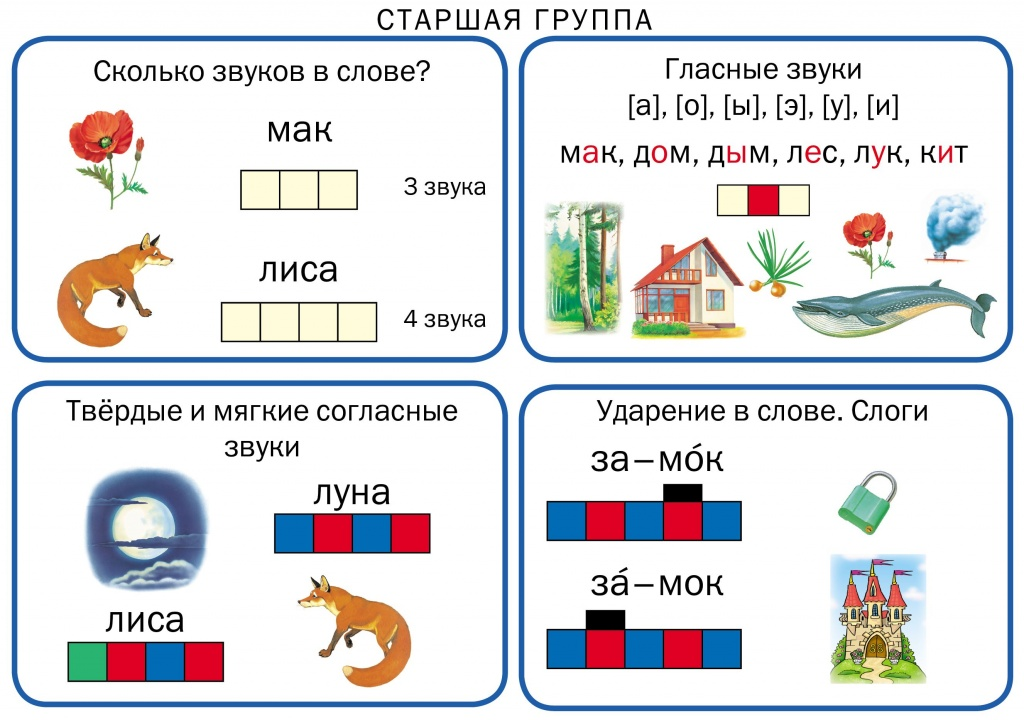 СТАРШАЯ ГРУППА
Сколько звуков в слове?
мак
3 звука
лиса
4 звука
Гласные звуки
[а], [о], [ы], [э], [у], [и]
мак, дом, дым, лес, лук, кит
Твёрдые и мягкие согласные
звуки
луна
лиса
Ударение в слове. Слоги
за–мо́к
за́–мок